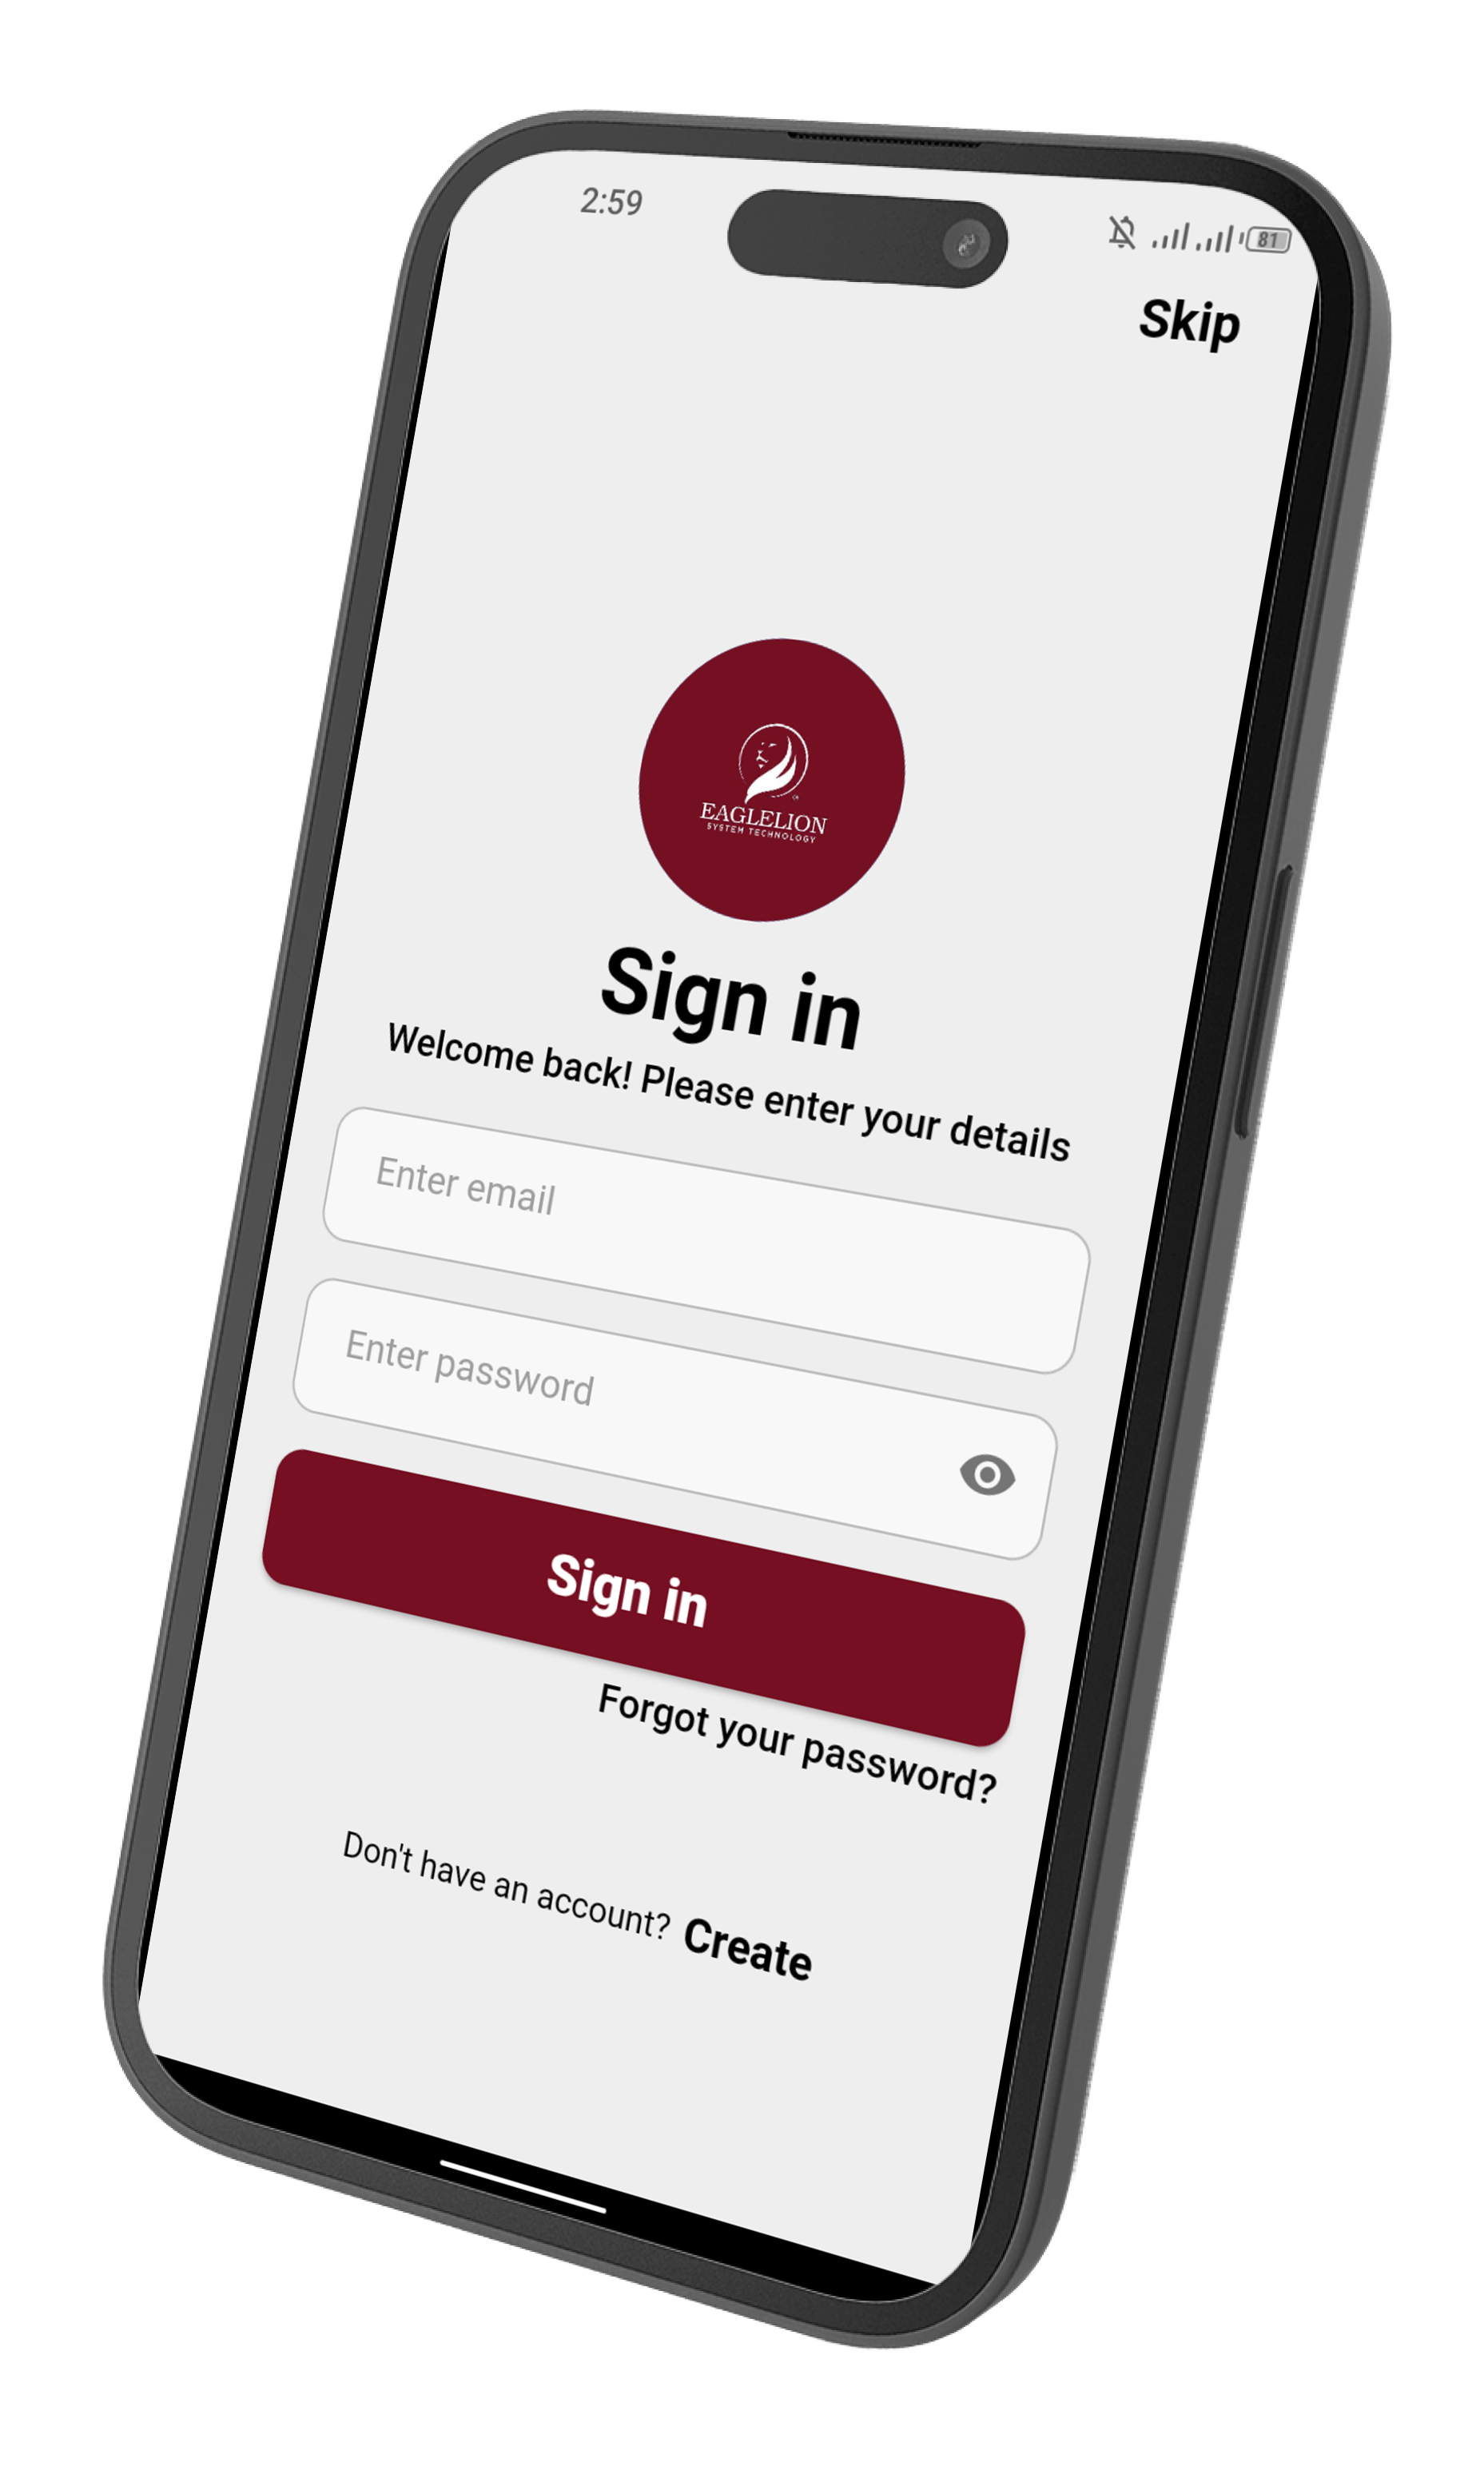 2:59
81
Skip
EAGLELION
SYSTEM TECHNOLOGY
Sign in
Welcome back! Please enter your details
Enter email
Enter password
Sign in
Forgot your password?
Don't have an account? Create